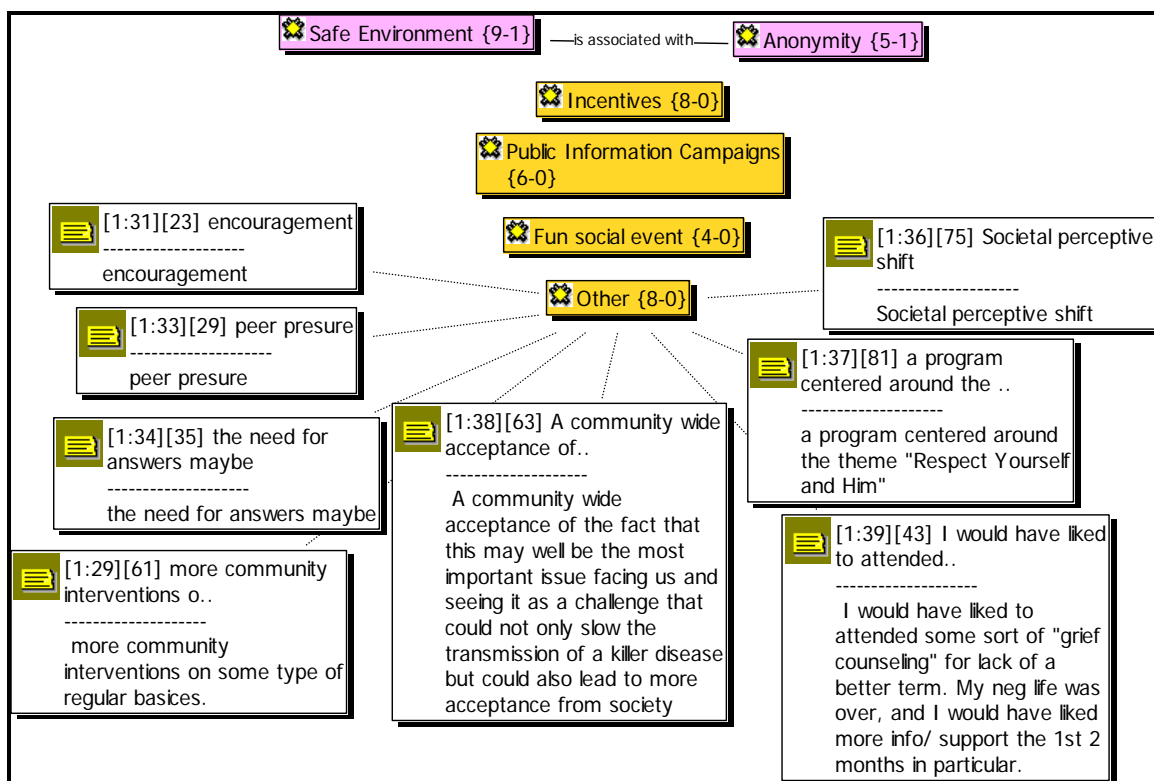 Safe Environment {9-1}
is associated with
Anonymity {5-1}
Incentives {8-0}
Public Information Campaigns
{6-0}
Fun social event {4-0}
Other {8-0}
[1:31][23] encouragement
--------------------
encouragement
[1:33][29] peer presure
--------------------
peer presure
[1:34][35] the need for
answers maybe
--------------------
the need for answers maybe
[1:29][61] more community
interventions o..
--------------------
more community
interventions on some type of
regular basices.
[1:38][63] A community wide
acceptance of..
--------------------
A community wide
acceptance of the fact that
this may well be the most
important issue facing us and
seeing it as a challenge that
could not only slow the
transmission of a killer disease
but could also lead to more
acceptance from society
[1:36][75] Societal perceptive
shift
--------------------
Societal perceptive shift
[1:37][81] a program
centered around the ..
--------------------
a program centered around
the theme "Respect Yourself
and Him"
[1:39][43] I would have liked
to attended..
--------------------
I would have liked to
attended some sort of "grief
counseling" for lack of a
better term. My neg life was
over, and I would have liked
more info/ support the 1st 2
months in particular.